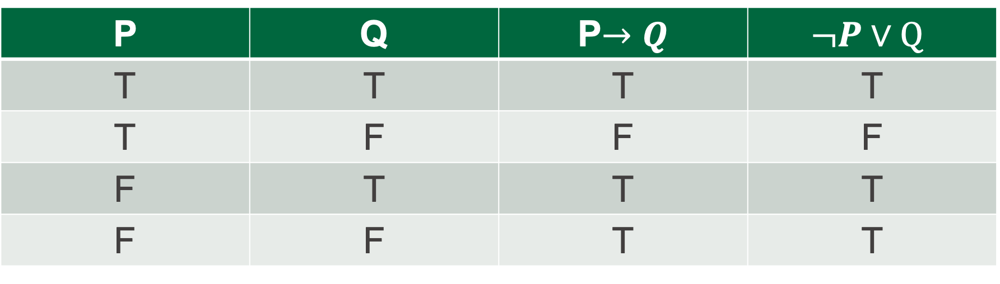 P Q P→ Q ¬P ∨ Q
T T T T
T F F F
F T T T
F F T T